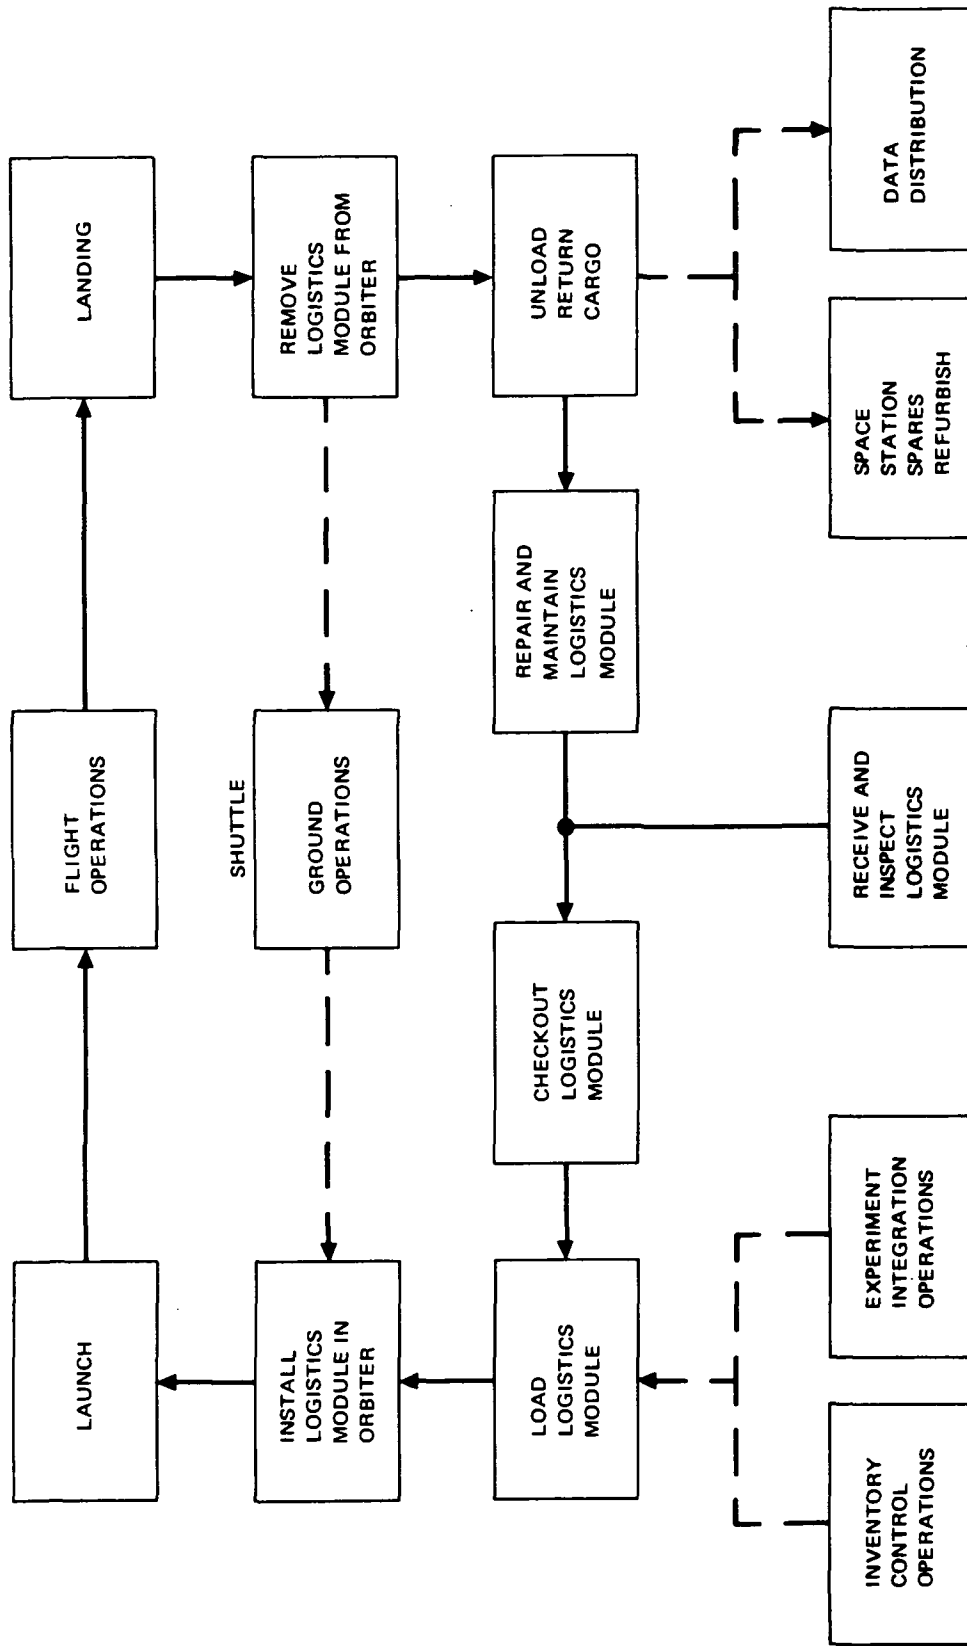 LAUNCH
FLIGHT
OPERATIONS
LANDING
INSTALL
LOGISTICS
MODULE IN
ORBITER
SHUTTLE
GROUND
OPERATIONS
REMOVE
LOGISTICS
MODULE FROM
ORBITER
LOAD
LOGISTICS
MODULE
CHECKOUT
LOGISTICS
MODULE
REPAIR AND
MAINTAIN
LOGISTICS
MODULE
UNLOAD
RETURN
CARGO
INVENTORY
CONTROL
OPERATIONS
EXPERIMENT
INTEGRATION
OPERATIONS
RECEIVE AND
INSPECT
LOGISTICS
MODULE
SPACE
STATION
SPARES
REFURBISH
DATA
DISTRIBUTION